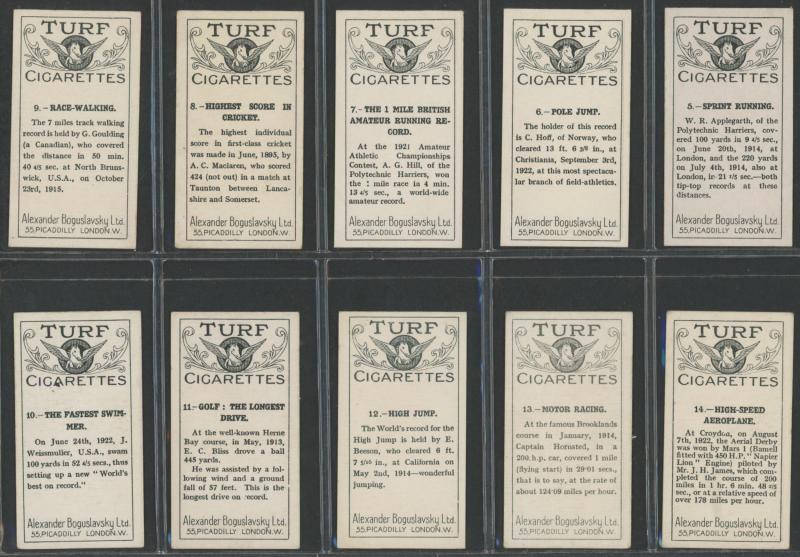 TURF
CIGARETTES
9.-RACE-WALKING.
The 7 miles track walking
record is held by G. Goulding
(a Canadian), who covered
the distance in 50 min.
40 4/5 sec. at North Bruns-
wick, U.S.A., on October
23rd, 1915.
Alexander Boguslavsky Ltd.
55, PICADILLY LONDON.W.
TURF
CIGARETTES
8.-HIGHEST SCORE IN
CRICKET.
The highest individual
score in first-class cricket
was made in June, 1895, by
A. C. Maclaren, who scored
424 (not out) in a match at
Taunton between Lanca-
shire and Somerset.
Alexander Boguslavsky Ltd.
55, PICADILLY LONDON.W.
TURF
CIGARETTES
7.-THE 1 MILE BRITISH
AMATEUR RUNNING RE-
CORD.
At the 1921 Amateur
Athletic Championships
Contest, A. G. Hill, of the
Polytechnic Harriers, won
the 1 mile race in 4 min.
13 4/5 sec., a world-wide
amateur record.
Alexander Boguslavsky Ltd.
55, PICADILLY LONDON.W.
TURF
CIGARETTES
6.-POLE JUMP.
The holder of this record
is C. Hoff, of Norway, who
cleared 13 ft. 6 3/8 in., at
Christiania, September 3rd,
1922, at this most spectacu-
lar branch of field-athletics.
Alexander Boguslavsky Ltd.
55, PICADILLY LONDON.W.
TURF
CIGARETTES
5.-SPRINT RUNNING.
W. R. Applegarth, of the
Polytechnic Harriers, cov-
ered 100 yards in 9 4/5 sec.,
on June 20th, 1914, at
London, and the 220 yards
on July 4th, 1914, also at
London, in 21 1/5 sec.—both
tip-top records at these
distances.
Alexander Boguslavsky Ltd.
55, PICADILLY LONDON.W.
TURF
CIGARETTES
10.-THE FASTEST SWIM-
MER.
On June 24th, 1922, J.
Weissmuller, U.S.A., swam
100 yards in 52 4/5 secs., thus
setting up a new "World's
best on record."
Alexander Boguslavsky Ltd.
55, PICADILLY LONDON.W.
TURF
CIGARETTES
11.-GOLF: THE LONGEST
DRIVE.
At the well-known Herne
Bay course, in May, 1913,
E. C. Bliss drove a ball
445 yards.
He was assisted by a fol-
lowing wind and a ground
fall of 57 feet. This is the
longest drive on record.
Alexander Boguslavsky Ltd.
55, PICADILLY LONDON.W.
TURF
CIGARETTES
12.-HIGH JUMP.
The World's record for the
High Jump is held by E.
Beeson, who cleared 6 ft.
7 5/16 in., at California on
May 2nd, 1914—wonderful
jumping.
Alexander Boguslavsky Ltd.
55, PICADILLY LONDON.W.
TURF
CIGARETTES
13.-MOTOR RACING.
At the famous Brooklands
course in January, 1914,
Captain Hornsted, in a
200.h.p. car, covered 1 mile
(flying start) in 29·01 secs.
that is to say, at the rate of
about 124·09 miles per hour.
Alexander Boguslavsky Ltd.
55, PICADILLY LONDON.W.
TURF
CIGARETTES
14.-HIGH-SPEED
AEROPLANE.
At Croydon, on August
7th, 1922, the Aerial Derby
was won by Mars 1 (Bamell
fitted with 450 H.P. "Napier
Lion" Engine) piloted by
Mr. J. H. James, which com-
pleted the course of 200
miles in 1 hr. 6 min. 48 2/5
sec., or at a relative speed of
over 178 miles per hour.
Alexander Boguslavsky Ltd.
55, PICADILLY LONDON.W.